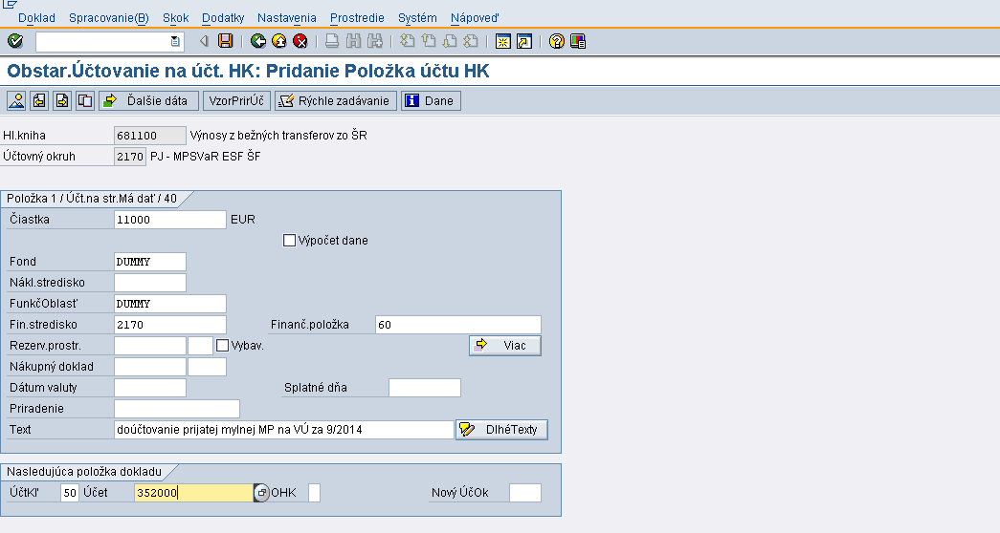 Doklad Spracovanie(B) Skok Dodatky Nastavenia Prostredie Systém Nápoveď
Obstar.Účtovanie na účt. HK: Pridanie Položka účtu HK
Ďalšie dáta VzorPrirÚč Rýchle zadávanie Dane
Hl.kniha 681100 Výnosy z bežných transferov zo ŠR
Účtovný okruh 2170 PJ - MPSVaR ESF ŠF
Položka 1 / Účt.na str.Má dať / 40
Čiastka 11000 EUR
Výpočet dane
Fond DUMMY
Nákl.stredisko
FunkčOblasť DUMMY
Fin.stredisko 2170 Finanč.položka 60
Rezerv.prostr. Vybav. Viac
Nákupný doklad
Dátum valuty Splatné dňa
Priradenie
Text doúčtovanie prijatej mylnej MP na VÚ za 9/2014 DlhéTexty
Nasledujúca položka dokladu
ÚčtKľ 50 Účet 352000 OHK Nový ÚčOk